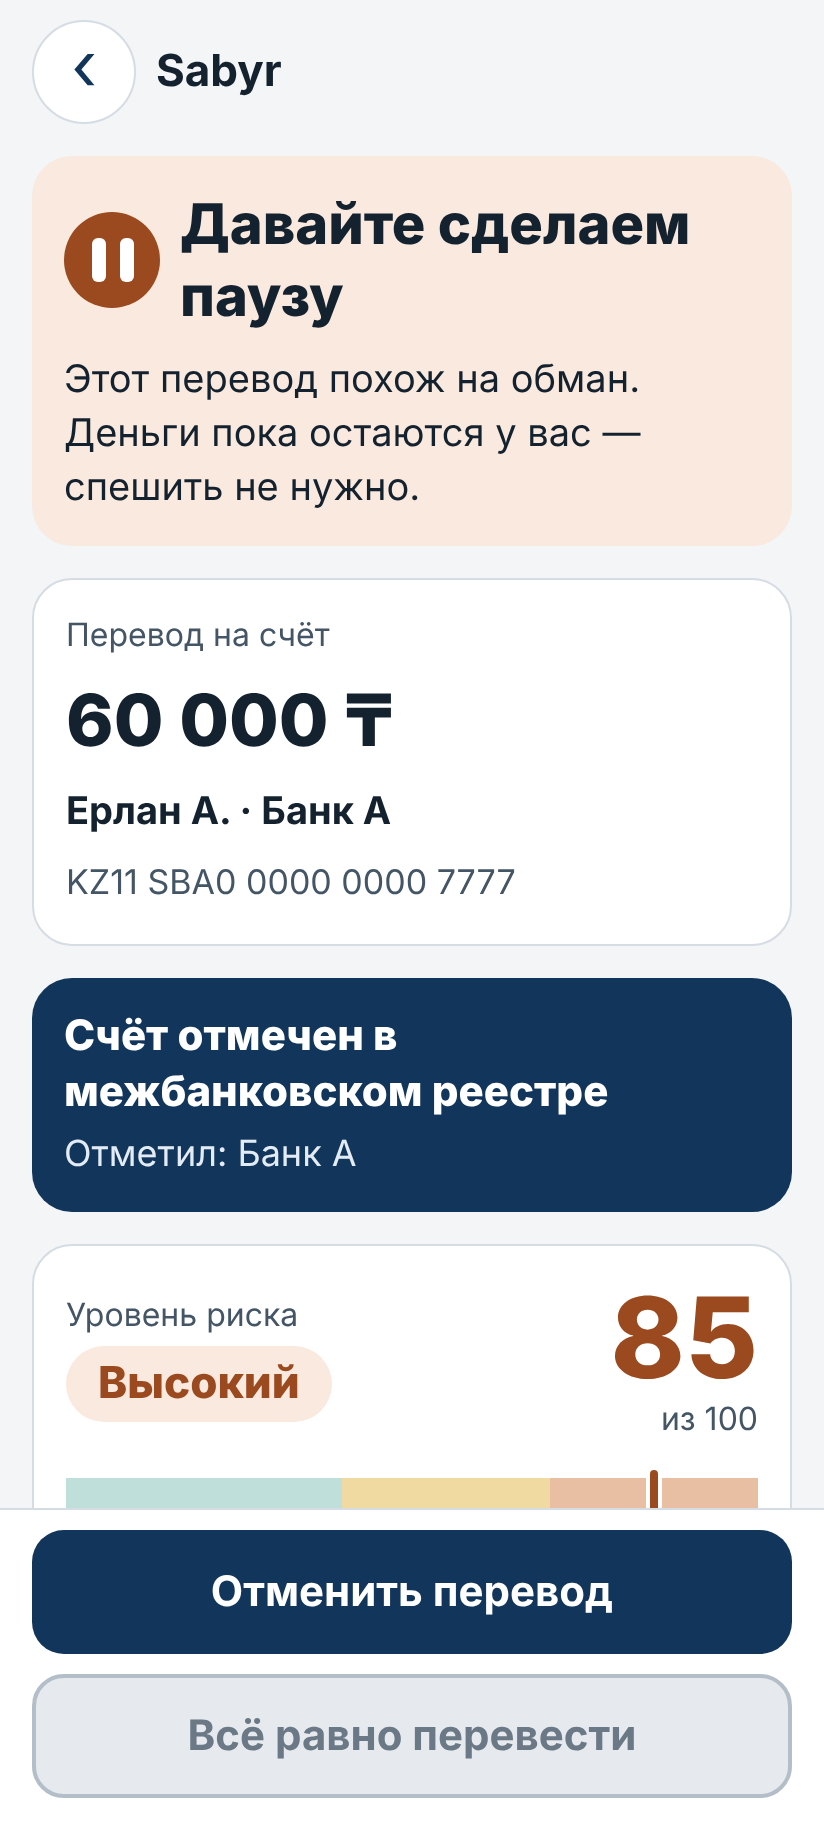 Sabyr
Давайте сделаем
паузу
Этот перевод похож на обман.
Деньги пока остаются у вас —
спешить не нужно.
Перевод на счёт
60 000 ₸
Ерлан А. · Банк А
KZ11 SBA0 0000 0000 7777
Счёт отмечен в
межбанковском реестре
Отметил: Банк А
Уровень риска
Высокий
85
из 100
Отменить перевод
Всё равно перевести